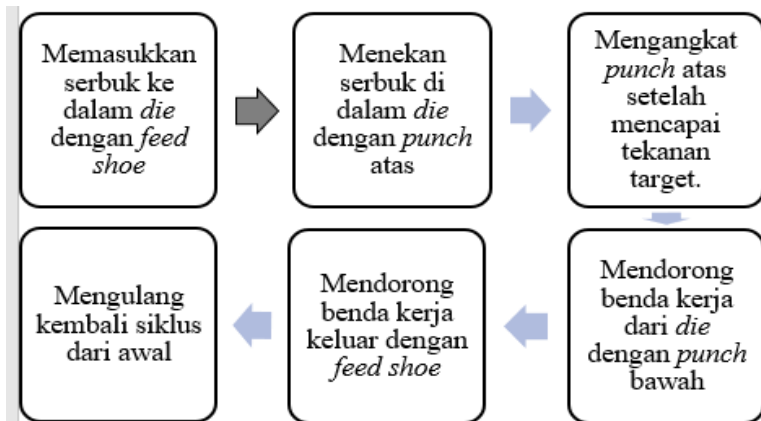 Memasukkan
serbuk ke
dalam die
dengan feed
shoe
Menekan
serbuk di
dalam die
dengan punch
atas
Mengangkat
punch atas
setelah
mencapai
tekanan
target.
Mendorong
benda kerja
dari die
dengan punch
bawah
Mendorong
benda kerja
keluar dengan
feed shoe
Mengulang
kembali siklus
dari awal